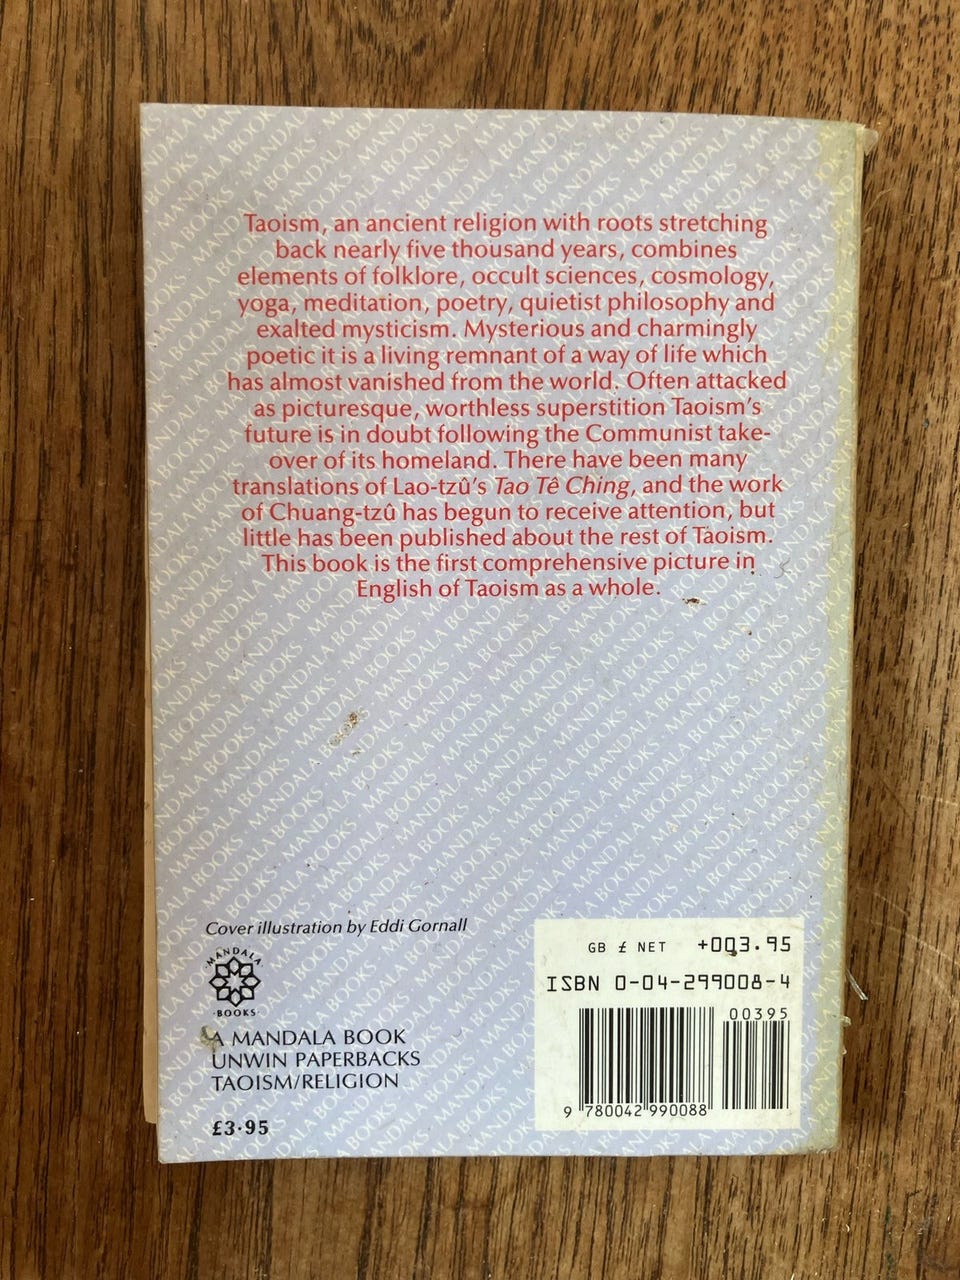 Taoism, an ancient religion with roots stretching
back nearly five thousand years, combines
elements of folklore, occult sciences, cosmology,
yoga, meditation, poetry, quietist philosophy and
exalted mysticism. Mysterious and charmingly
poetic it is a living remnant of a way of life which
has almost vanished from the world. Often attacked
as picturesque, worthless superstition Taoism's
future is in doubt following the Communist take-
over of its homeland. There have been many
translations of Lao-tzû's Tao Tê Ching, and the work
of Chuang-tzû has begun to receive attention, but
little has been published about the rest of Taoism.
This book is the first comprehensive picture in
English of Taoism as a whole.
Cover illustration by Eddi Gornall
·MANDALA·
·BOOKS·
A MANDALA BOOK
UNWIN PAPERBACKS
TAOISM/RELIGION
£3·95
GB £ NET +003.95
ISBN 0-04-299008-4
00395
9 780042 990088